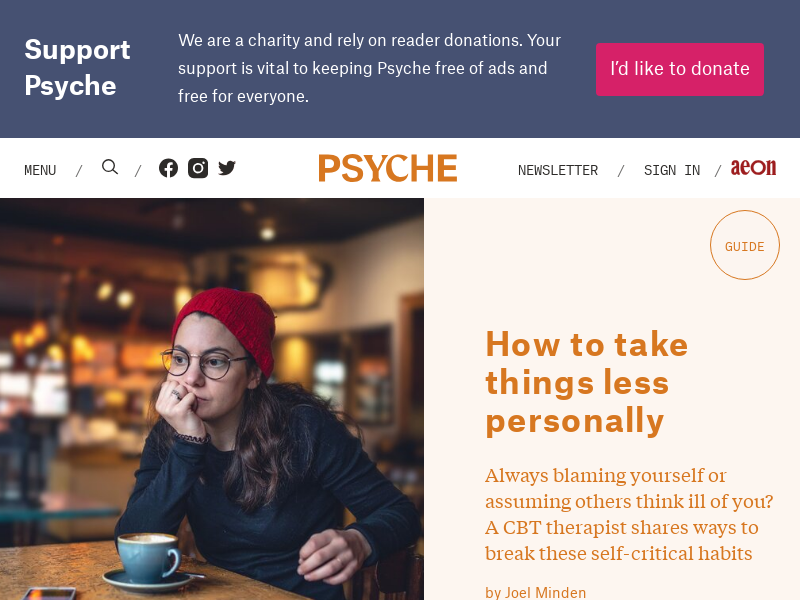 Support
Psyche
We are a charity and rely on reader donations. Your
support is vital to keeping Psyche free of ads and
free for everyone.
I’d like to donate
MENU / / PSYCHE NEWSLETTER / SIGN IN / aeon
GUIDE
How to take
things less
personally
Always blaming yourself or
assuming others think ill of you?
A CBT therapist shares ways to
break these self-critical habits
by Joel Minden